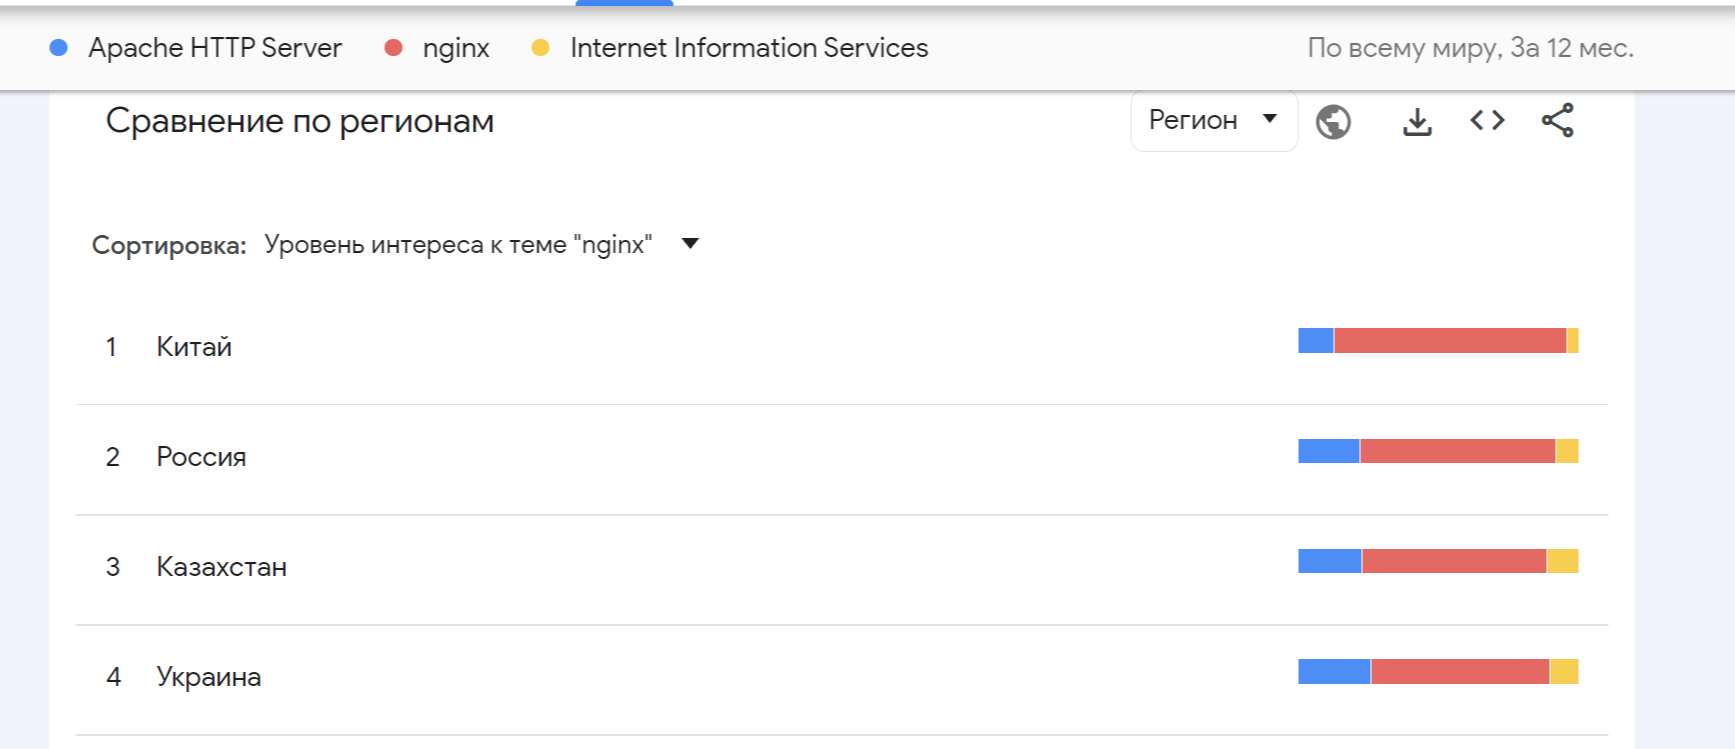 Apache HTTP Server nginx Internet Information Services По всему миру, За 12 мес.
Сравнение по регионам Регион
Сортировка: Уровень интереса к теме "nginx"
1 Китай
2 Россия
3 Казахстан
4 Украина